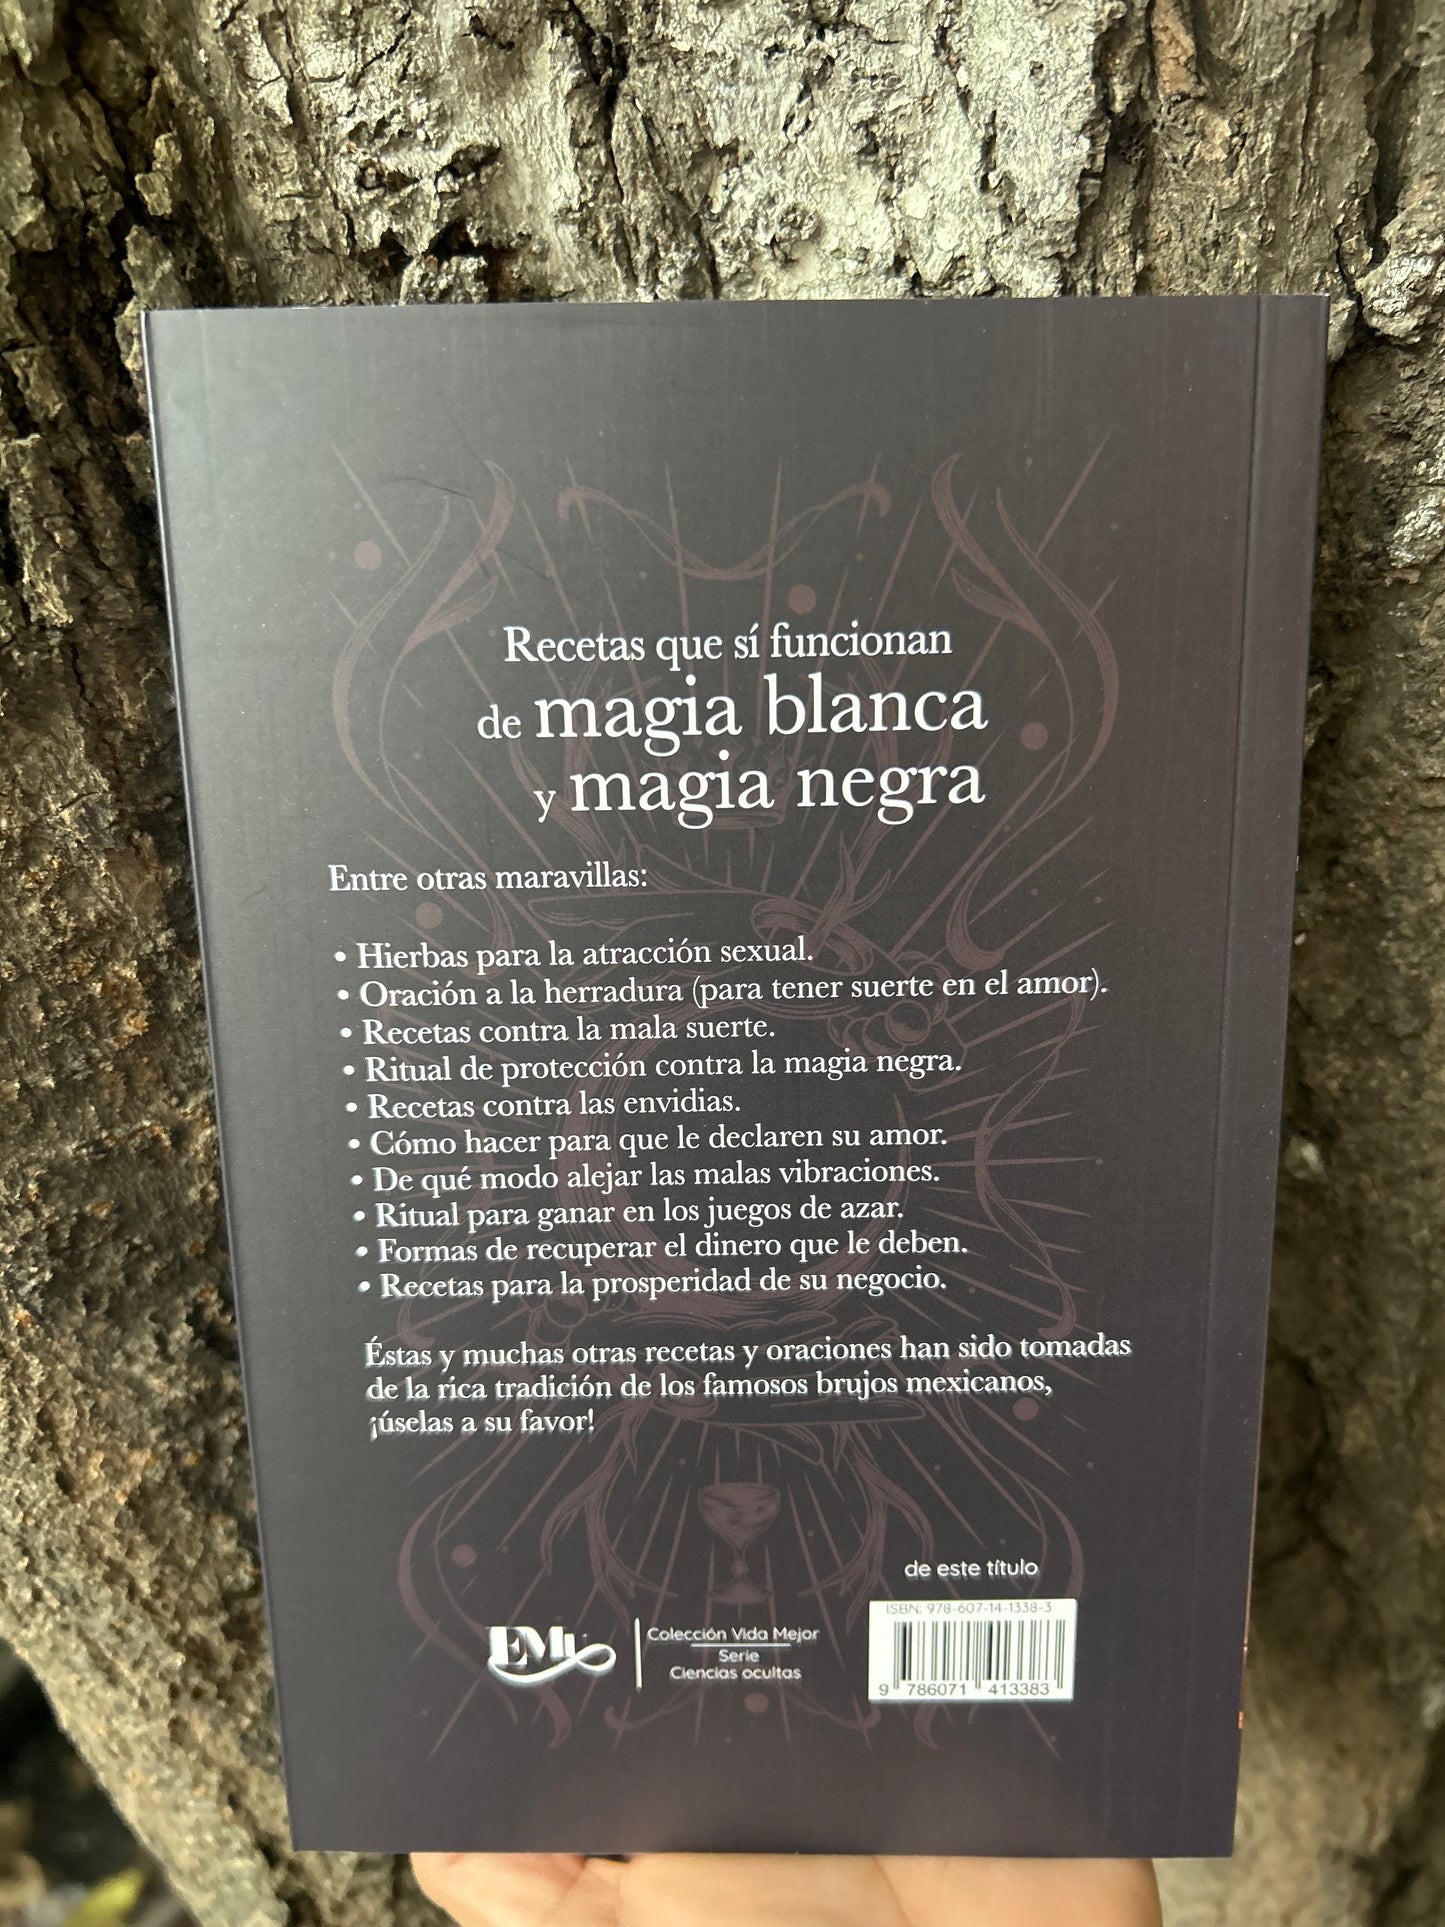 Recetas que sí funcionan
de magia blanca
y magia negra
Entre otras maravillas:
• Hierbas para la atracción sexual.
• Oración a la herradura (para tener suerte en el amor).
• Recetas contra la mala suerte.
• Ritual de protección contra la magia negra.
• Recetas contra las envidias.
• Cómo hacer para que le declaren su amor.
• De qué modo alejar las malas vibraciones.
• Ritual para ganar en los juegos de azar.
• Formas de recuperar el dinero que le deben.
• Recetas para la prosperidad de su negocio.
Éstas y muchas otras recetas y oraciones han sido tomadas
de la rica tradición de los famosos brujos mexicanos,
¡úselas a su favor!
de este título
ISBN: 978-607-14-1338-3
9 786071 413383
EMU
Colección Vida Mejor
Serie
Ciencias ocultas